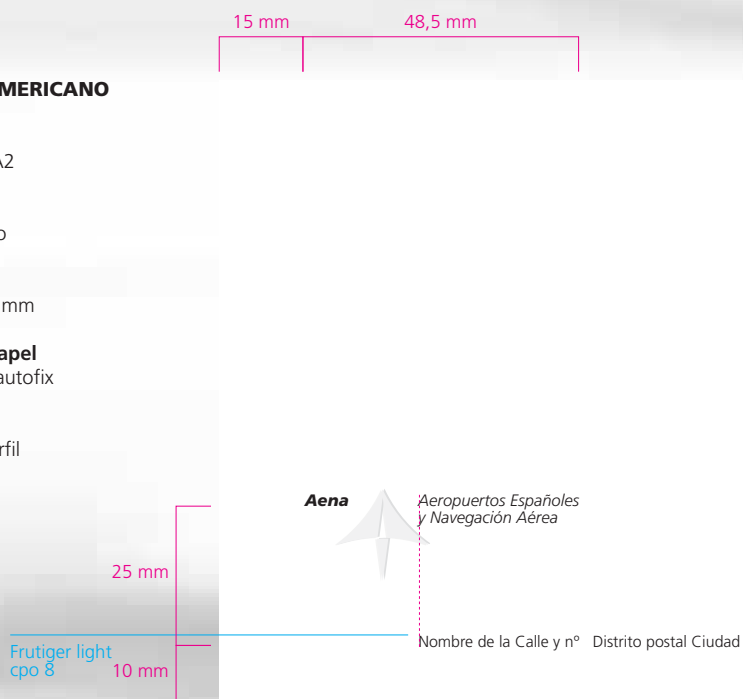 15 mm 48,5 mm
MERICANO
A2
o
mm
apel
autofix
rfil
Aena Aeropuertos Españoles
y Navegación Aérea
25 mm
Nombre de la Calle y nº Distrito postal Ciudad
Frutiger light
cpo 8
10 mm